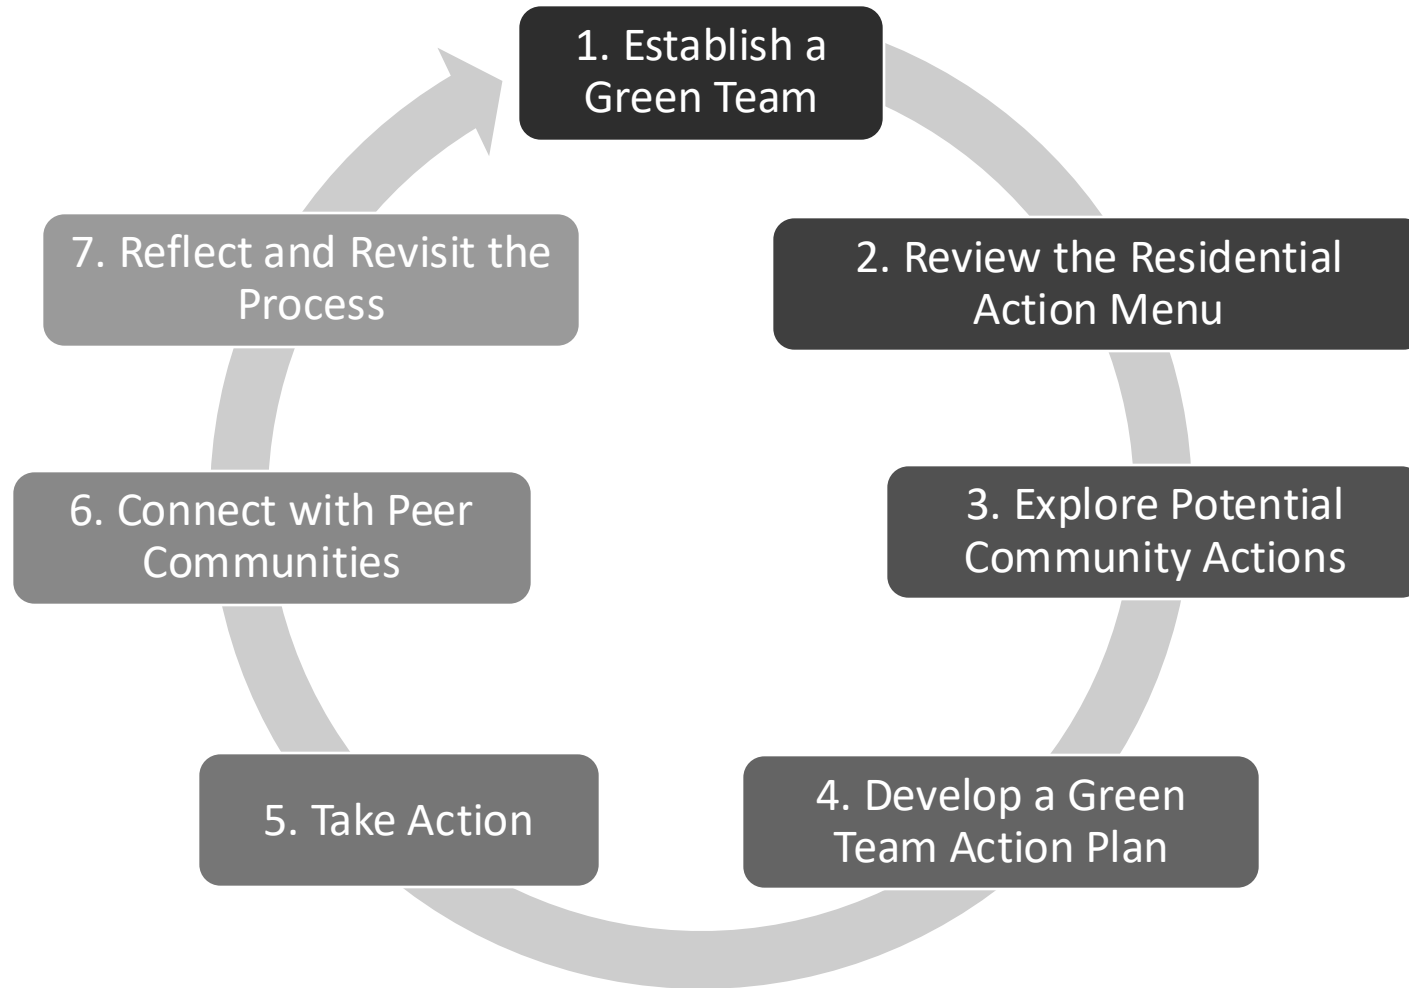 1. Establish a
Green Team
2. Review the Residential
Action Menu
3. Explore Potential
Community Actions
4. Develop a Green
Team Action Plan
5. Take Action
6. Connect with Peer
Communities
7. Reflect and Revisit the
Process